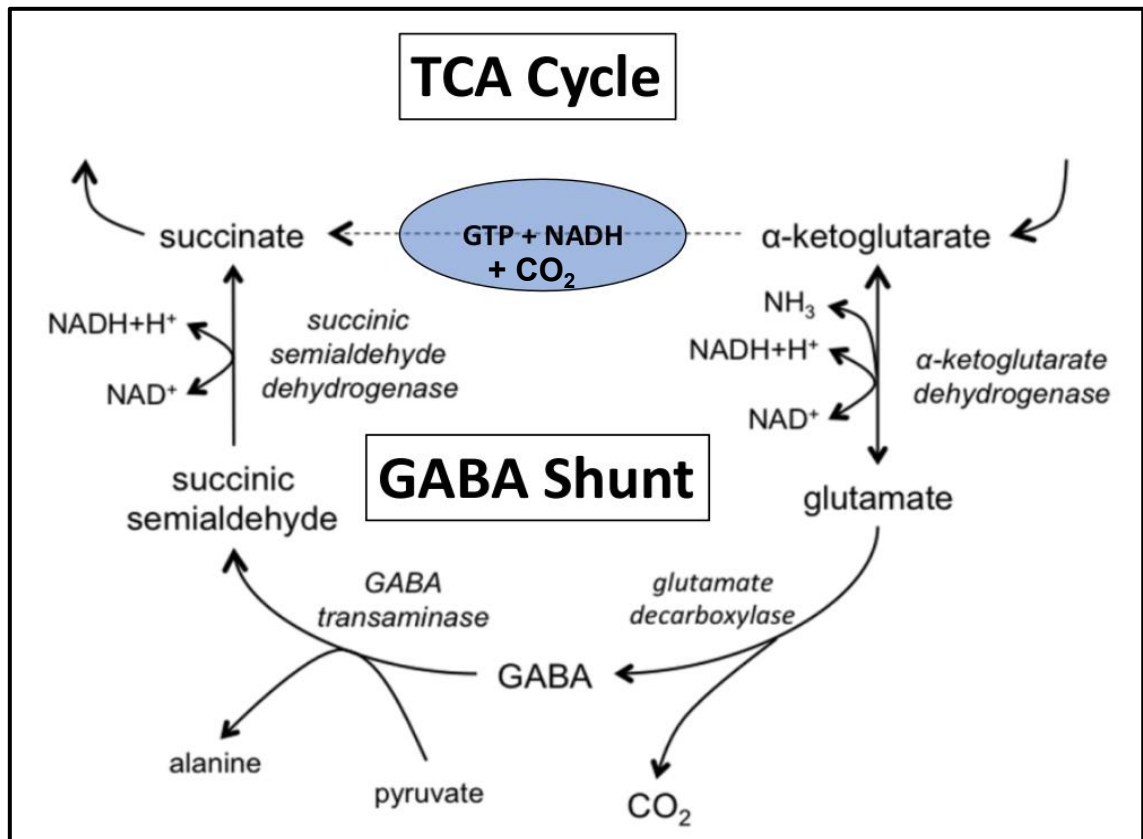 TCA Cycle
succinate
GTP + NADH
+ CO₂
α-ketoglutarate
NADH+H⁺
NAD⁺
succinic
semialdehyde
dehydrogenase
NH₃
NADH+H⁺
NAD⁺
α-ketoglutarate
dehydrogenase
succinic
semialdehyde
GABA Shunt
glutamate
GABA
transaminase
glutamate
decarboxylase
GABA
alanine
pyruvate
CO₂